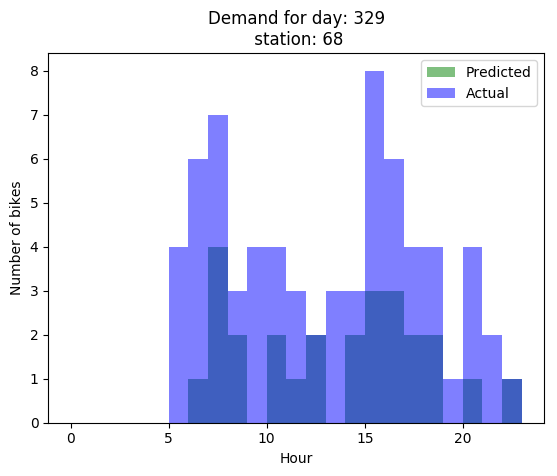 Demand for day: 329
station: 68
Predicted
Actual
Number of bikes
8
7
6
5
4
3
2
1
0
0 5 10 15 20
Hour